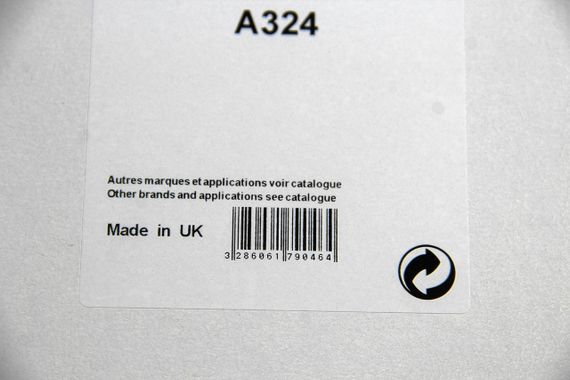 A324
Autres marques et applications voir catalogue
Other brands and applications see catalogue
Made in UK
3 286061 790464